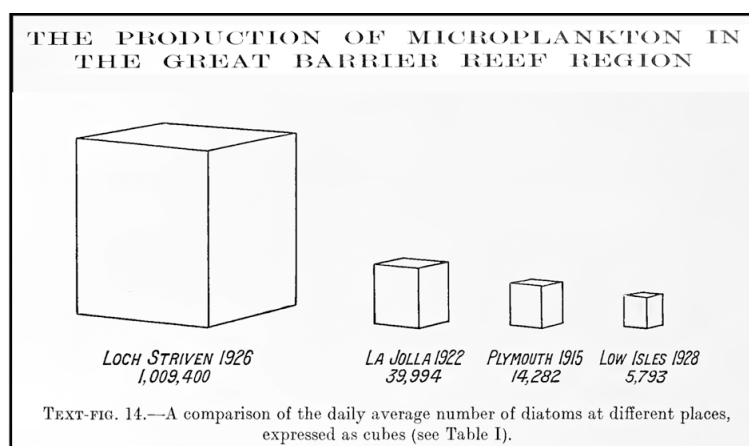 THE PRODUCTION OF MICROPLANKTON IN
THE GREAT BARRIER REEF REGION
LOCH STRIVEN 1926
1,009,400
LA JOLLA 1922
39,994
PLYMOUTH 1915
14,282
LOW ISLES 1928
5,793
TEXT-FIG. 14.—A comparison of the daily average number of diatoms at different places,
expressed as cubes (see Table I).